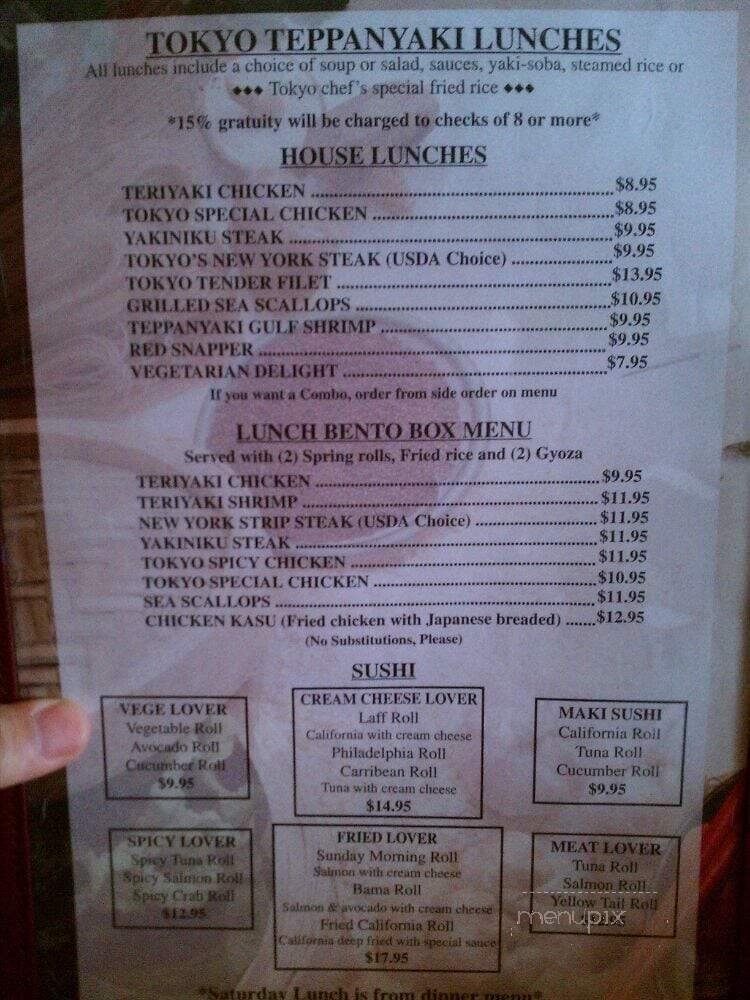 TOKYO TEPPANYAKI LUNCHES
All lunches include a choice of soup or salad, sauces, yaki-soba, steamed rice or
◆◆◆ Tokyo chef's special fried rice ◆◆◆
*15% gratuity will be charged to checks of 8 or more*
HOUSE LUNCHES
TERIYAKI CHICKEN ........ $8.95
TOKYO SPECIAL CHICKEN ........ $8.95
YAKINIKU STEAK ........ $9.95
TOKYO'S NEW YORK STEAK (USDA Choice) ........ $9.95
TOKYO TENDER FILET ........ $13.95
GRILLED SEA SCALLOPS ........ $10.95
TEPPANYAKI GULF SHRIMP ........ $9.95
RED SNAPPER ........ $9.95
VEGETARIAN DELIGHT ........ $7.95
If you want a Combo, order from side order on menu
LUNCH BENTO BOX MENU
Served with (2) Spring rolls, Fried rice and (2) Gyoza
TERIYAKI CHICKEN ........ $9.95
TERIYAKI SHRIMP ........ $11.95
NEW YORK STRIP STEAK (USDA Choice) ........ $11.95
YAKINIKU STEAK ........ $11.95
TOKYO SPICY CHICKEN ........ $11.95
TOKYO SPECIAL CHICKEN ........ $10.95
SEA SCALLOPS ........ $11.95
CHICKEN KASU (Fried chicken with Japanese breaded) ...... $12.95
(No Substitutions, Please)
SUSHI
VEGE LOVER
Vegetable Roll
Avocado Roll
Cucumber Roll
$9.95
CREAM CHEESE LOVER
Laff Roll
California with cream cheese
Philadelphia Roll
Carribean Roll
Tuna with cream cheese
$14.95
MAKI SUSHI
California Roll
Tuna Roll
Cucumber Roll
$9.95
SPICY LOVER
Spicy Tuna Roll
Spicy Salmon Roll
Spicy Crab Roll
$12.95
FRIED LOVER
Sunday Morning Roll
Salmon with cream cheese
Bama Roll
Salmon & avocado with cream cheese
Fried California Roll
California deep fried with special sauce
$17.95
MEAT LOVER
Tuna Roll
Salmon Roll
Yellow Tail Roll
menupix
*Saturday Lunch is from dinner menu*